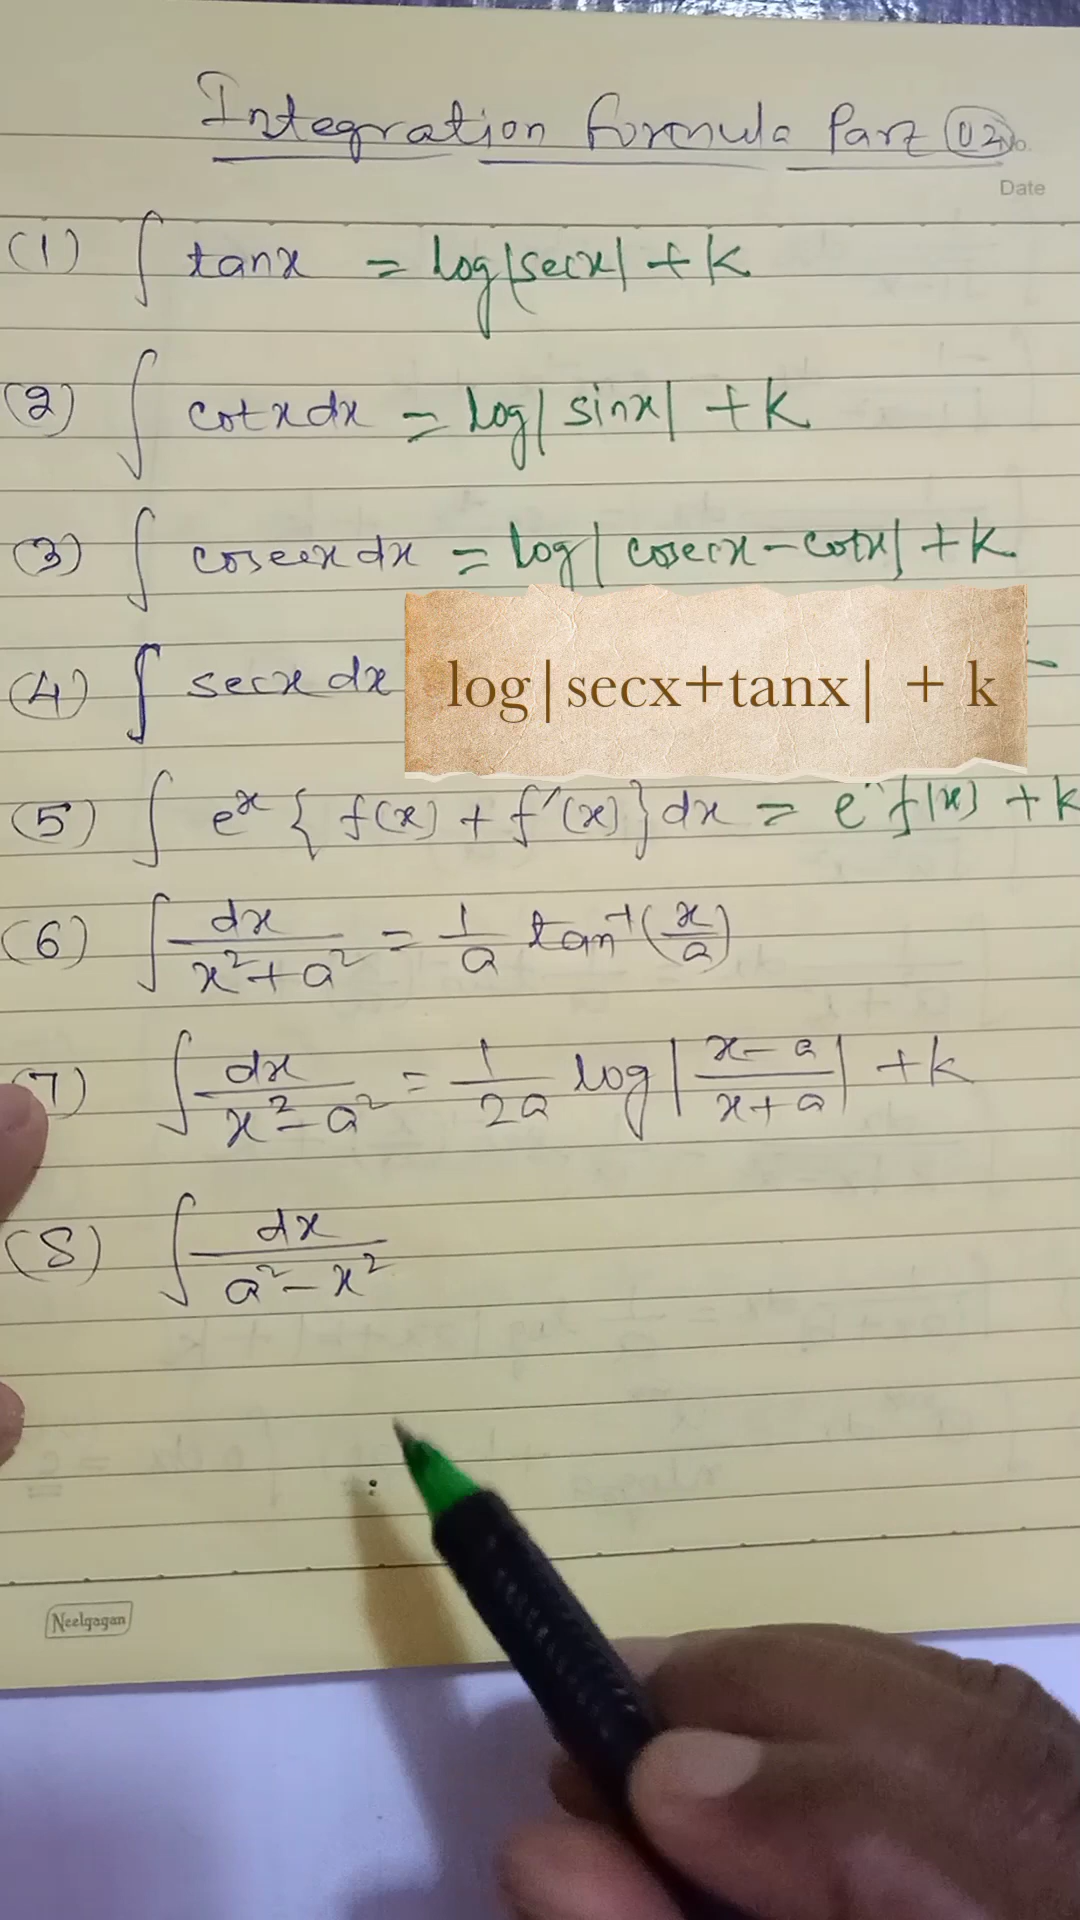 Integration formula Part 02
No.
Date
(1) ∫ tanx = log|secx| + k
(2) ∫ cotx dx = log|sinx| + k
(3) ∫ cosecx dx = log|cosecx - cotx| + k
(4) ∫ secx dx log|secx+tanx| + k
(5) ∫ eˣ { f(x) + f'(x)} dx = eˣ f(x) + k
(6) ∫ dx/(x² + a²) = 1/a tan⁻¹(x/a)
(7) ∫ dx/(x² - a²) = 1/2a log|(x-a)/(x+a)| + k
(8) ∫ dx/(a² - x²)
Neelgagan